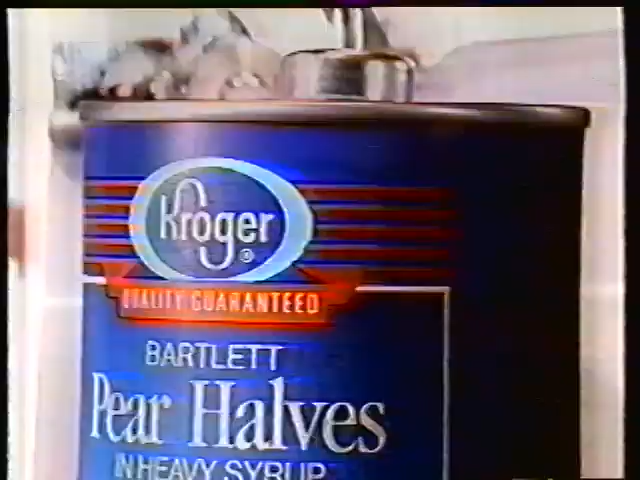 Kroger®
QUALITY GUARANTEED
BARTLETT
Pear Halves
IN HEAVY SYRUP